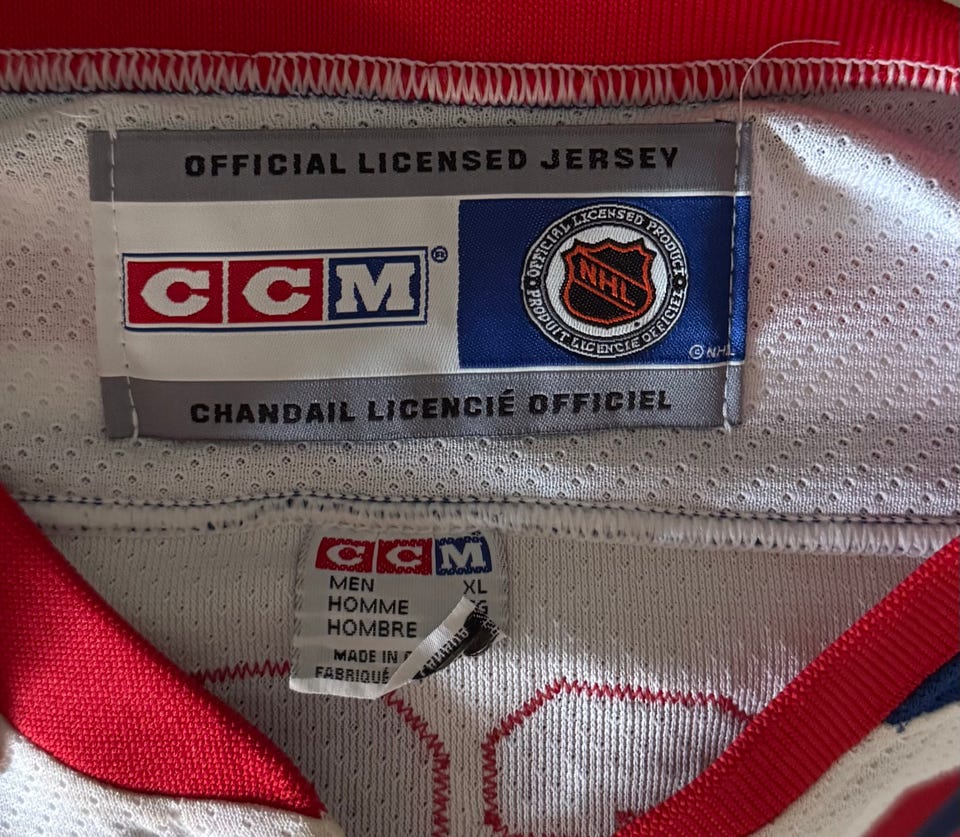 OFFICIAL LICENSED JERSEY
CCM®
OFFICIAL LICENSED PRODUCT
NHL
PRODUIT LICENCIÉ OFFICIEL
© NHL
CHANDAIL LICENCIÉ OFFICIEL
CCM
MEN XL
HOMME
HOMBRE
MADE IN
FABRIQUÉ